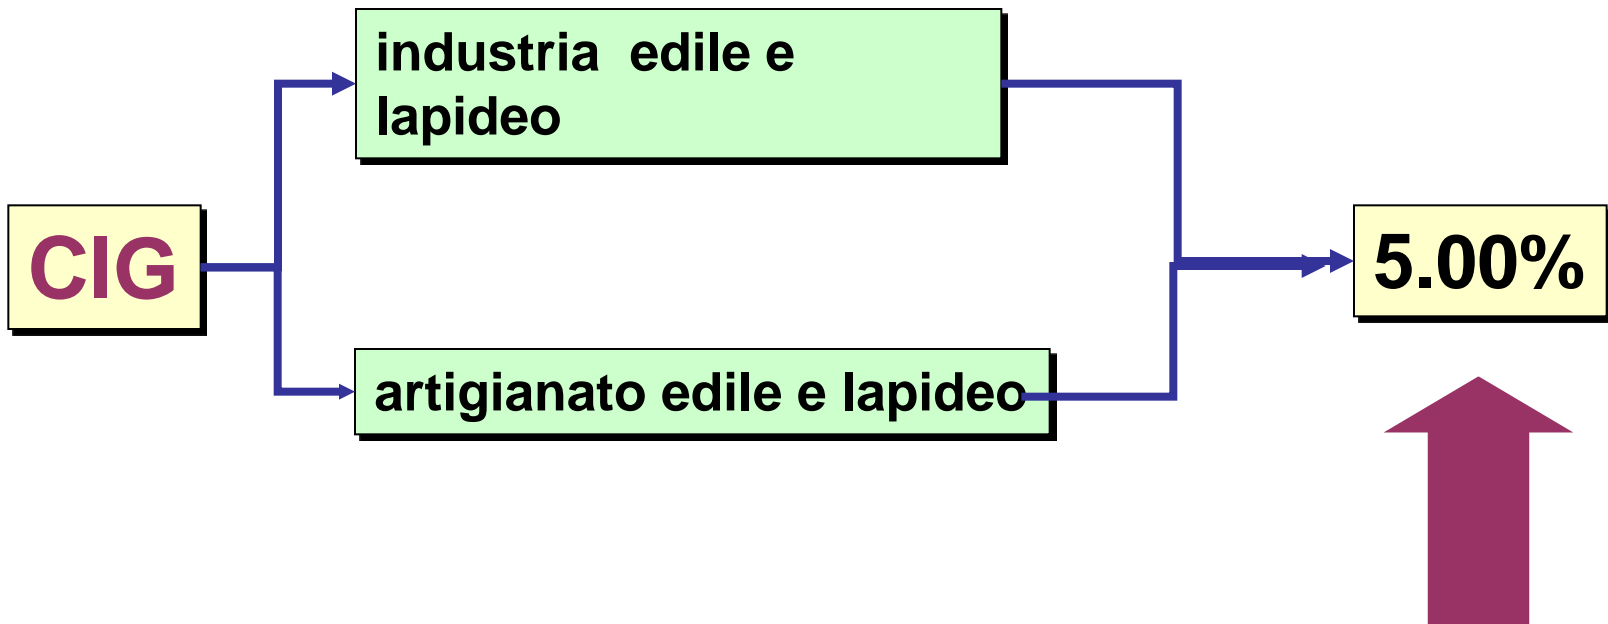 industria edile e
lapideo
CIG
5.00%
artigianato edile e lapideo